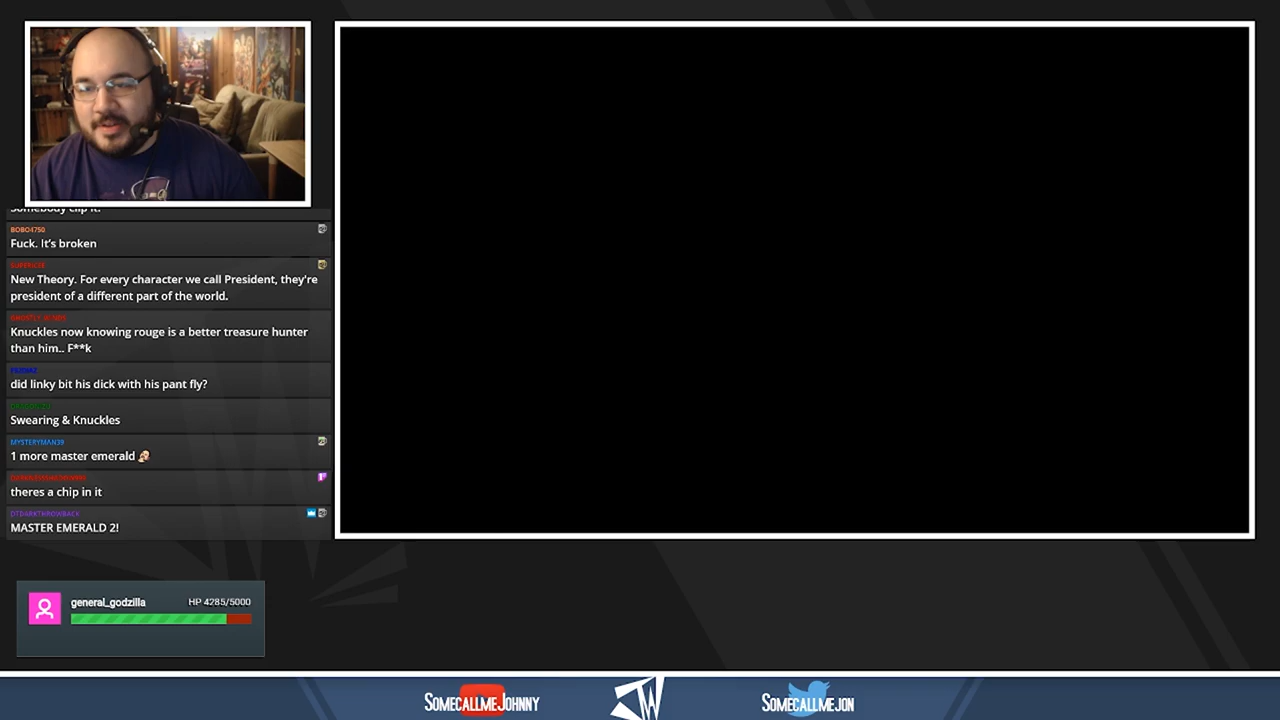 BOBO4750
Fuck. It's broken
New Theory. For every character we call President, they're
president of a different part of the world.
Knuckles now knowing rouge is a better treasure hunter
than him.. F**k
did linky bit his dick with his pant fly?
Swearing & Knuckles
MYSTERYMAN39
1 more master emerald
theres a chip in it
DTDARKTHROWBACK
MASTER EMERALD 2!
general_godzilla HP 4285/5000
SOMECALLMEJOHNNY
SOMECALLMEJON